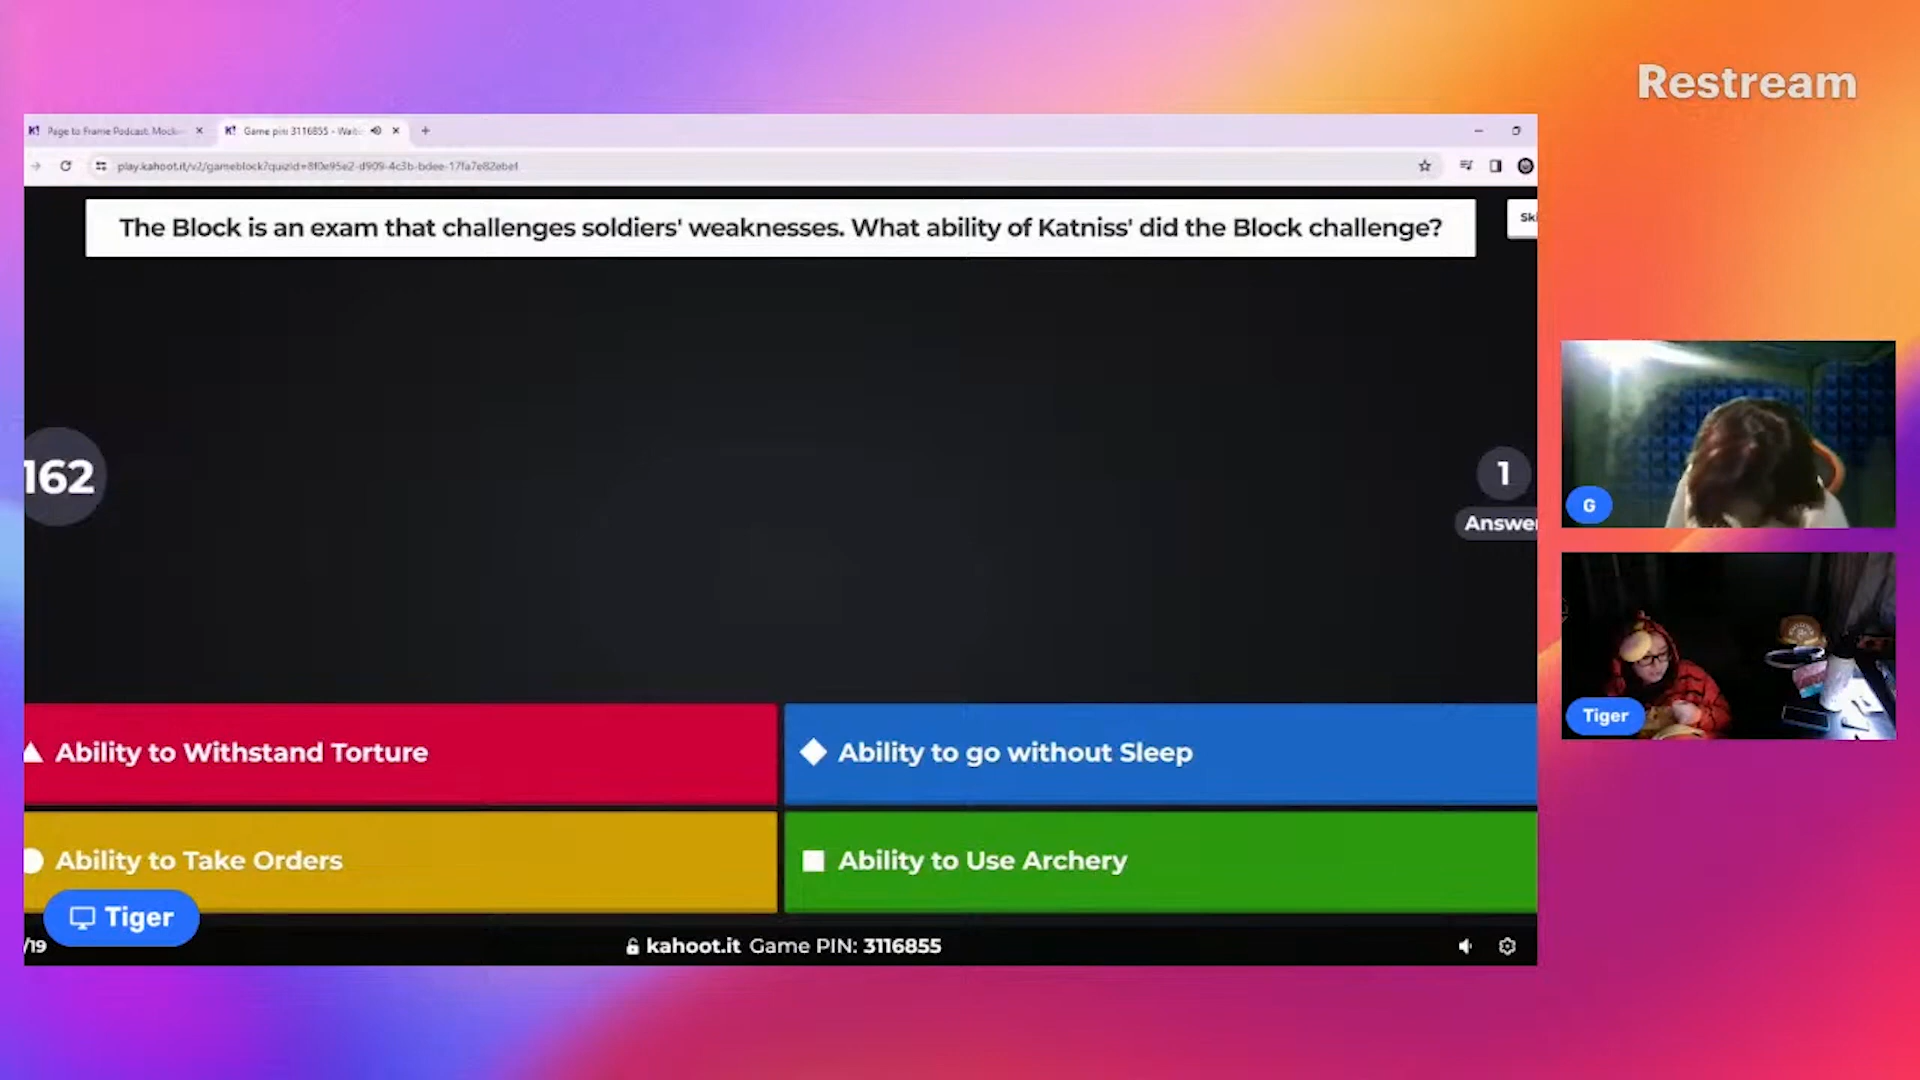 Restream
Page to Frame Podcast: Mock
Game pin 3116855 - Waiti
play.kahoot.it/v2/gameblock?quizid=8f0e95e2-d909-4c3b-bdee-17fa7e82ebe1
The Block is an exam that challenges soldiers' weaknesses. What ability of Katniss' did the Block challenge?
Ski
162
1
Answe
G
Tiger
Ability to Withstand Torture
Ability to go without Sleep
Ability to Take Orders
Ability to Use Archery
Tiger
/19
kahoot.it Game PIN: 3116855